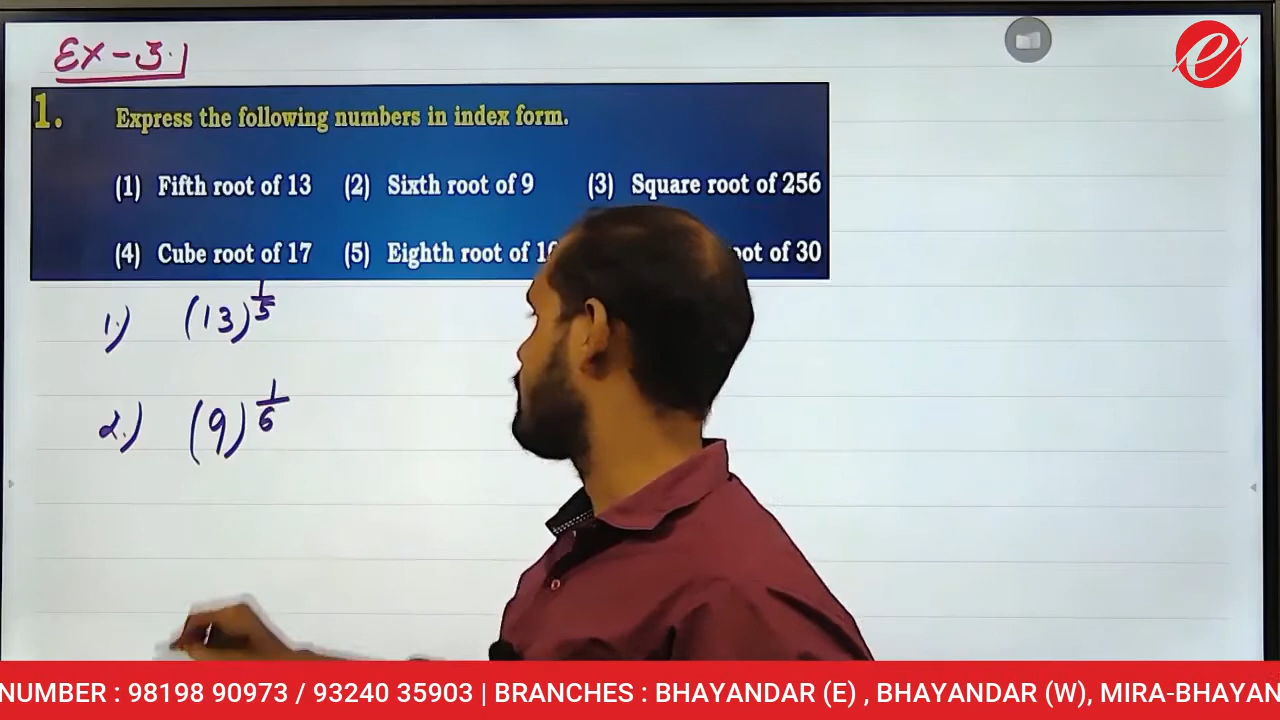 Ex - 3.1
1. Express the following numbers in index form.
(1) Fifth root of 13 (2) Sixth root of 9 (3) Square root of 256
(4) Cube root of 17 (5) Eighth root of oot of 30
1.) (13)^1/5
2.) (9)^1/6
NUMBER : 98198 90973 / 93240 35903 | BRANCHES : BHAYANDAR (E) , BHAYANDAR (W), MIRA-BHAYAN